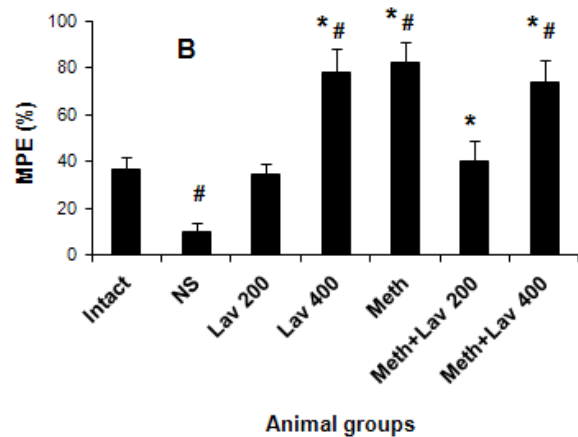 B
MPE (%)
100
80
60
40
20
0
#
* #
* #
*
* #
Intact
NS
Lav 200
Lav 400
Meth
Meth+Lav 200
Meth+Lav 400
Animal groups